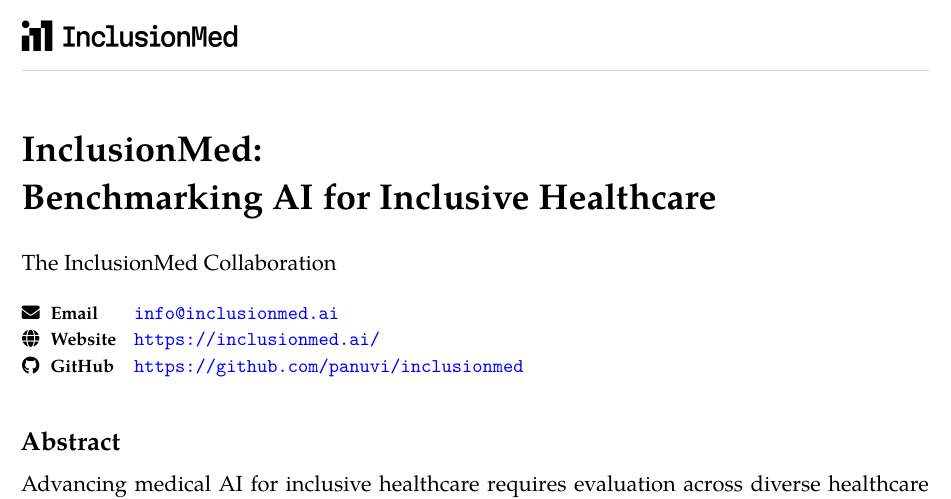 InclusionMed
InclusionMed:
Benchmarking AI for Inclusive Healthcare
The InclusionMed Collaboration
Email info@inclusionmed.ai
Website https://inclusionmed.ai/
GitHub https://github.com/panuvi/inclusionmed
Abstract
Advancing medical AI for inclusive healthcare requires evaluation across diverse healthcare